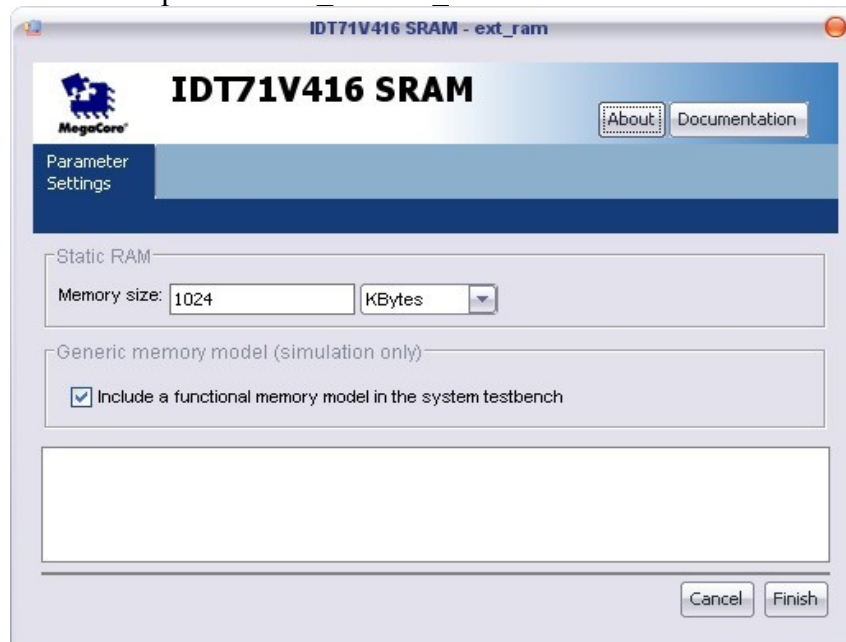 IDT71V416 SRAM - ext_ram
IDT71V416 SRAM
MegaCore®
About Documentation
Parameter
Settings
Static RAM
Memory size: 1024 KBytes
Generic memory model (simulation only)
Include a functional memory model in the system testbench
Cancel Finish